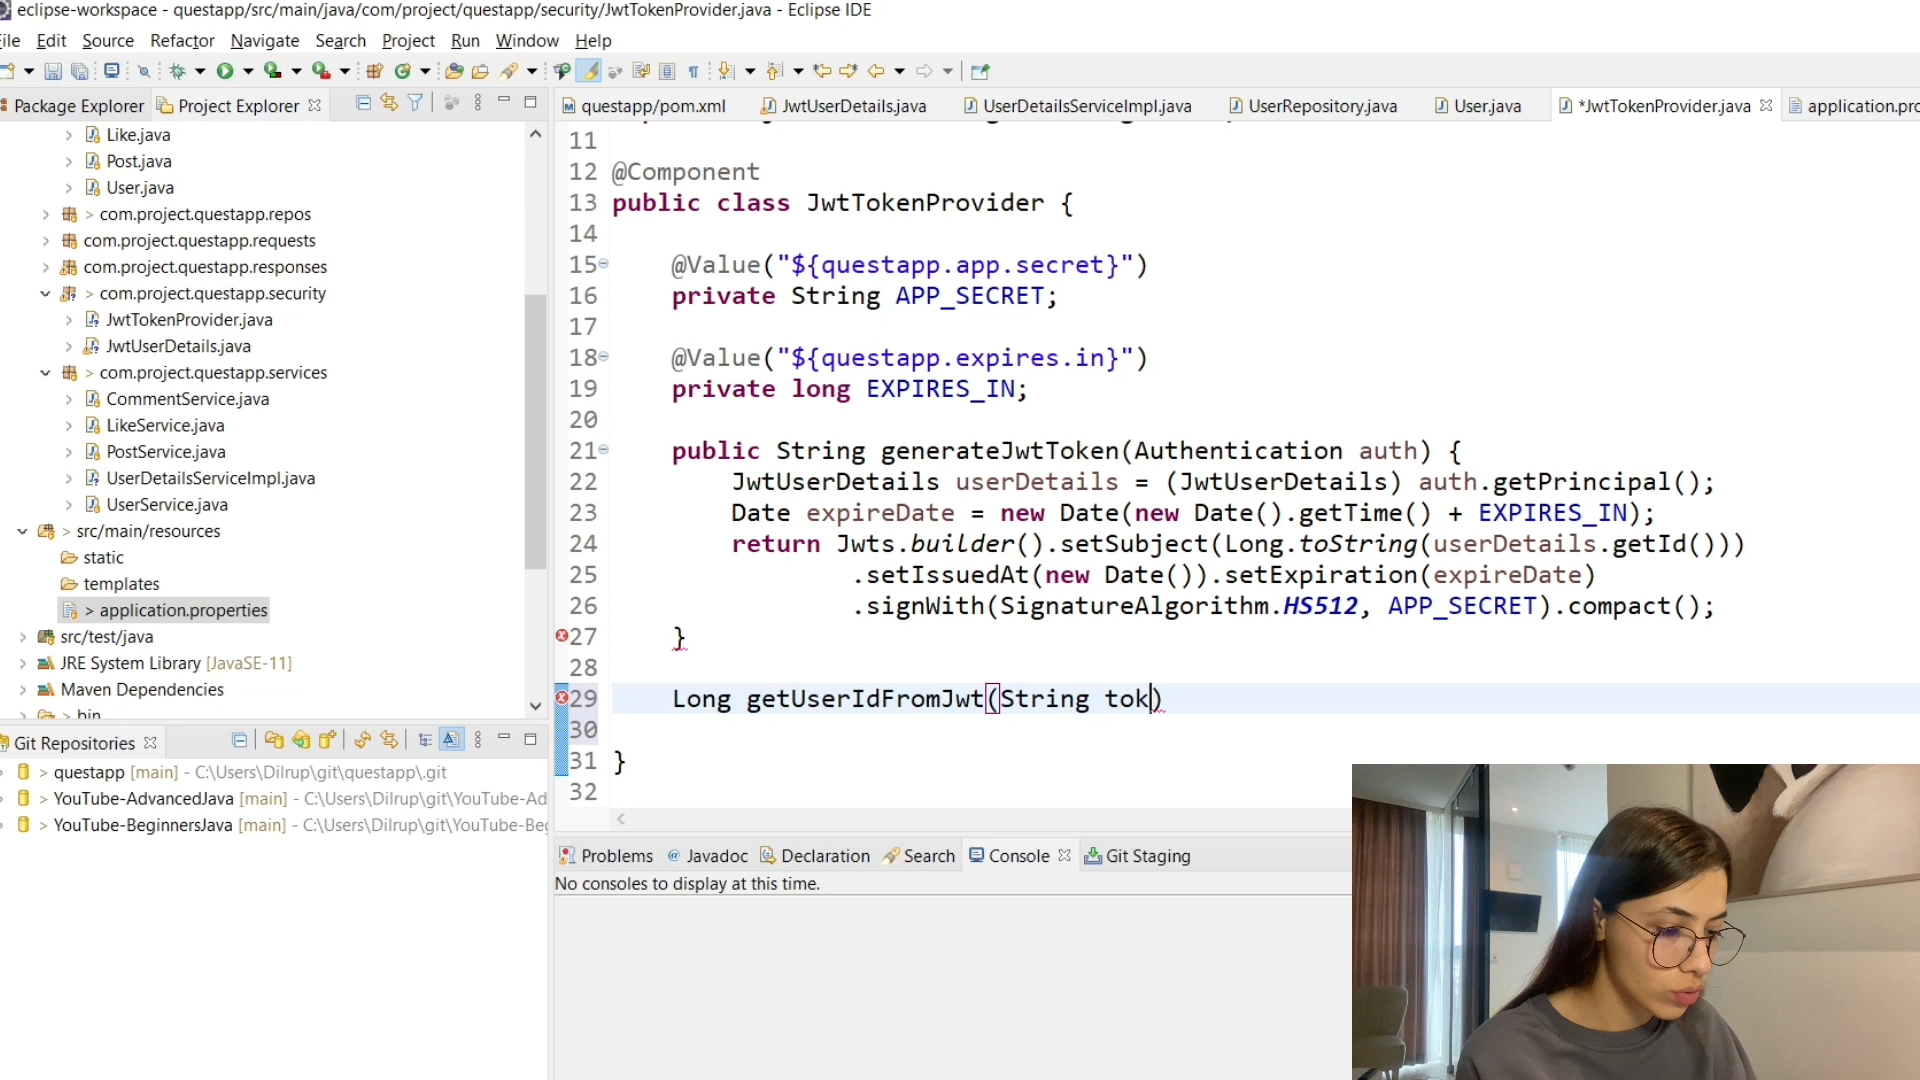 eclipse-workspace - questapp/src/main/java/com/project/questapp/security/JwtTokenProvider.java - Eclipse IDE
ile Edit Source Refactor Navigate Search Project Run Window Help
Package Explorer Project Explorer
Like.java
Post.java
User.java
> com.project.questapp.repos
com.project.questapp.requests
com.project.questapp.responses
> com.project.questapp.security
JwtTokenProvider.java
JwtUserDetails.java
> com.project.questapp.services
CommentService.java
LikeService.java
PostService.java
UserDetailsServiceImpl.java
UserService.java
> src/main/resources
static
templates
> application.properties
src/test/java
JRE System Library [JavaSE-11]
Maven Dependencies
> bin
Git Repositories
> questapp [main] - C:\Users\Dilrup\git\questapp\.git
> YouTube-AdvancedJava [main] - C:\Users\Dilrup\git\YouTube-Ad
> YouTube-BeginnersJava [main] - C:\Users\Dilrup\git\YouTube-Be
questapp/pom.xml JwtUserDetails.java UserDetailsServiceImpl.java UserRepository.java User.java *JwtTokenProvider.java application.pro
11
12 @Component
13 public class JwtTokenProvider {
14
15 @Value("${questapp.app.secret}")
16 private String APP_SECRET;
17
18 @Value("${questapp.expires.in}")
19 private long EXPIRES_IN;
20
21 public String generateJwtToken(Authentication auth) {
22 JwtUserDetails userDetails = (JwtUserDetails) auth.getPrincipal();
23 Date expireDate = new Date(new Date().getTime() + EXPIRES_IN);
24 return Jwts.builder().setSubject(Long.toString(userDetails.getId()))
25 .setIssuedAt(new Date()).setExpiration(expireDate)
26 .signWith(SignatureAlgorithm.HS512, APP_SECRET).compact();
27 }
28
29 Long getUserIdFromJwt(String tok)
30
31 }
32
Problems @ Javadoc Declaration Search Console Git Staging
No consoles to display at this time.